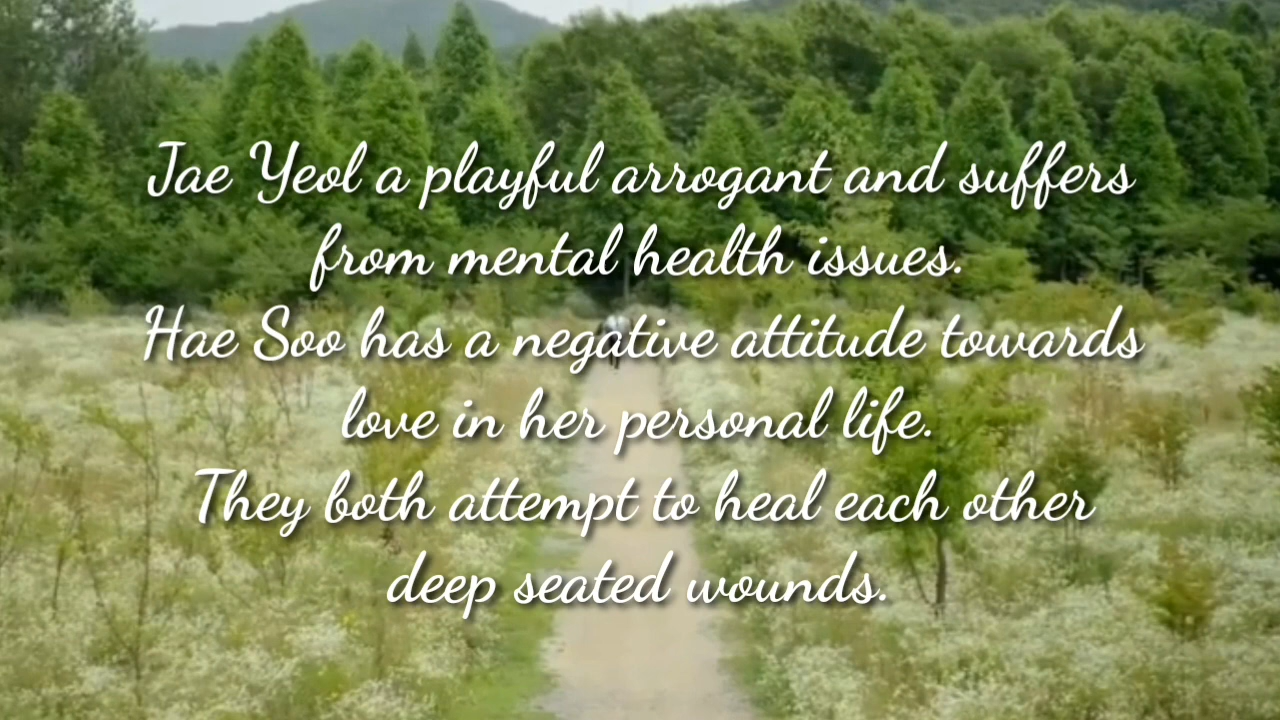 Jae Yeol a playful arrogant and suffers
from mental health issues.
Hae Soo has a negative attitude towards
love in her personal life.
They both attempt to heal each other
deep seated wounds.